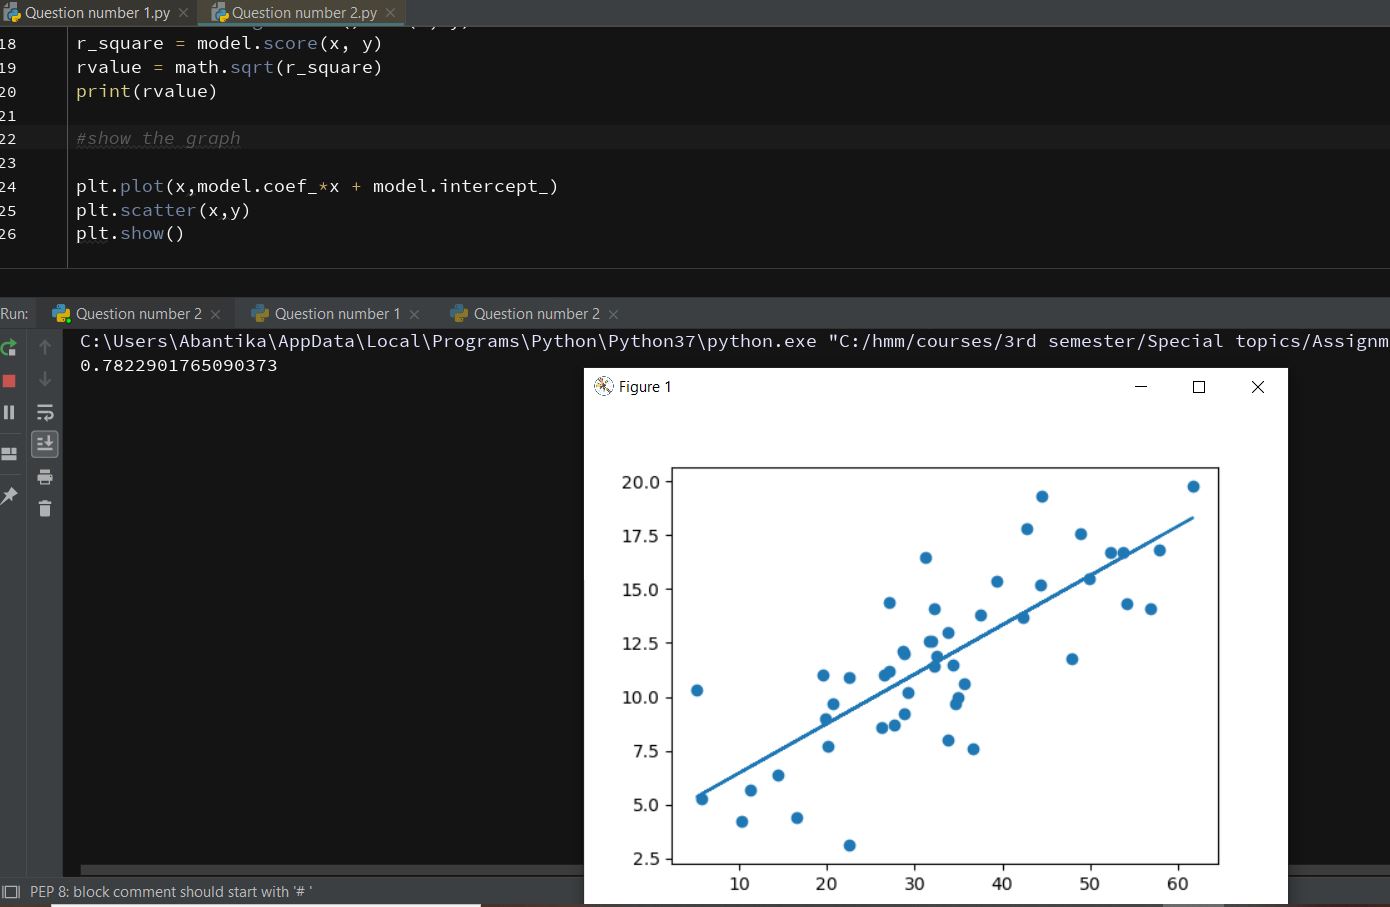 Question number 1.py
Question number 2.py
18 r_square = model.score(x, y)
19 rvalue = math.sqrt(r_square)
20 print(rvalue)
21
22 #show the graph
23
24 plt.plot(x,model.coef_*x + model.intercept_)
25 plt.scatter(x,y)
26 plt.show()
Run: Question number 2 Question number 1 Question number 2
C:\Users\Abantika\AppData\Local\Programs\Python\Python37\python.exe "C:/hmm/courses/3rd semester/Special topics/Assignm
0.7822901765090373
Figure 1
20.0
17.5
15.0
12.5
10.0
7.5
5.0
2.5
10 20 30 40 50 60
PEP 8: block comment should start with '# '